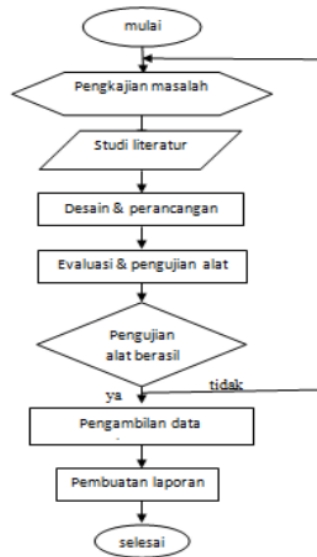 mulai
Pengkajian masalah
Studi literatur
Desain & perancangan
Evaluasi & pengujian alat
Pengujian
alat berasil
ya
tidak
Pengambilan data
Pembuatan laporan
selesai